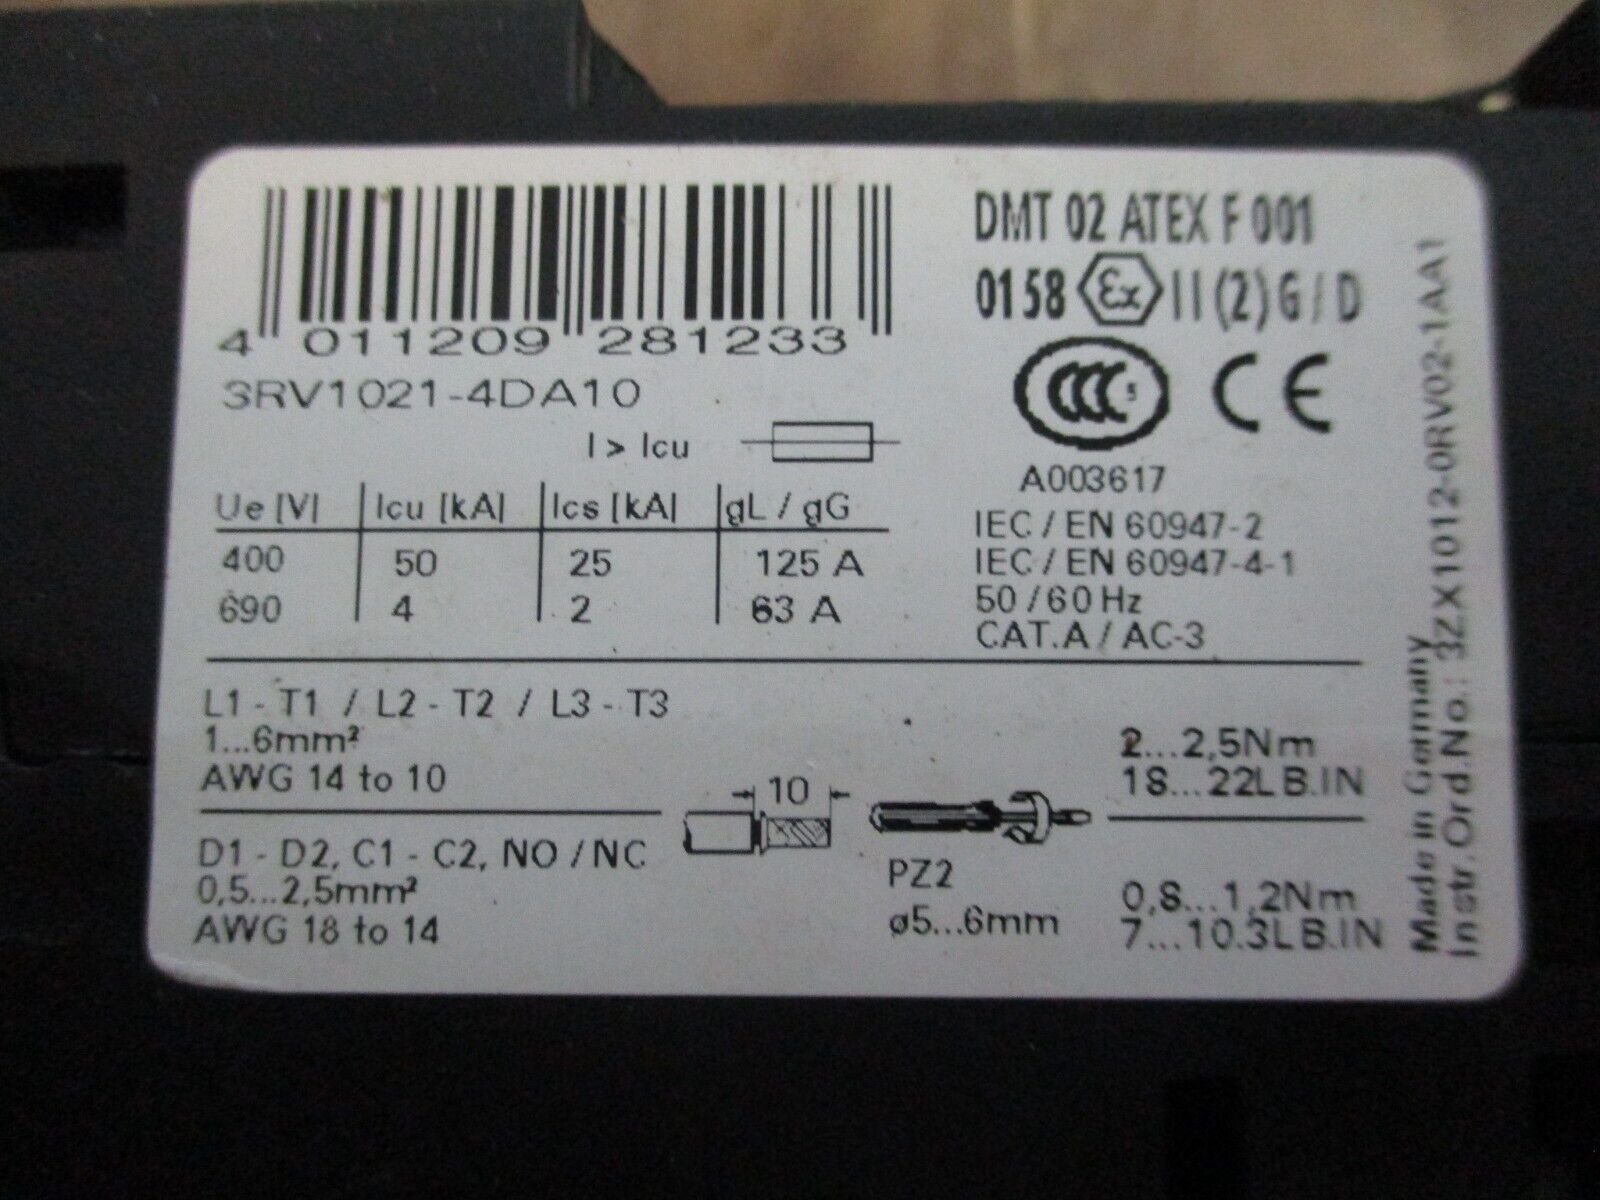 4 011209 281233
3RV1021-4DA10
I > Icu
Ue [V] Icu [kA] Ics [kA] gL / gG
400 50 25 125 A
690 4 2 63 A
DMT 02 ATEX F 001
0158 Ex II (2) G / D
CCC S CE
A003617
IEC / EN 60947-2
IEC / EN 60947-4-1
50 / 60 Hz
CAT. A / AC-3
L1 - T1 / L2 - T2 / L3 - T3
1...6mm²
AWG 14 to 10
D1 - D2, C1 - C2, NO / NC
0,5...2,5mm²
AWG 18 to 14
10
PZ2
ø5...6mm
2...2,5Nm
18...22LB.IN
0,8...1,2Nm
7...10.3LB.IN
Made in Germany
Instr.Ord.No.: 3ZX1012-0RV02-1AA1